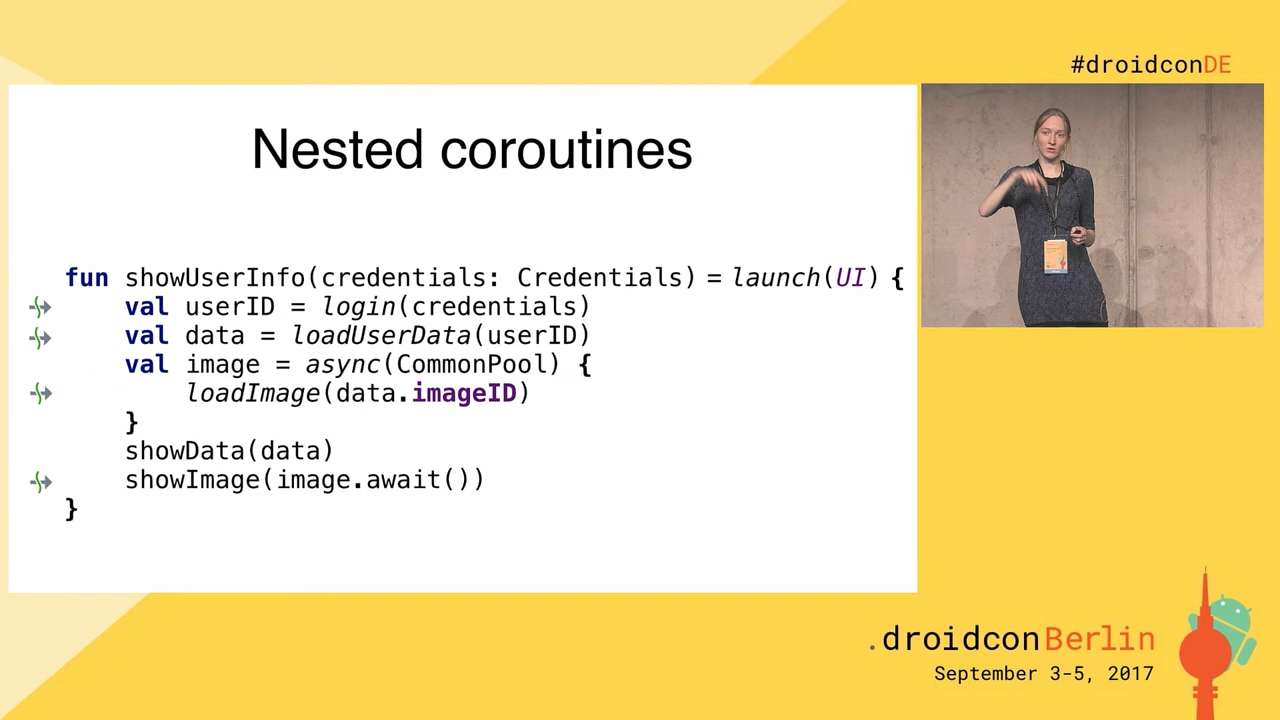 #droidconDE
Nested coroutines
fun showUserInfo(credentials: Credentials) = launch(UI) {
    val userID = login(credentials)
    val data = loadUserData(userID)
    val image = async(CommonPool) {
        loadImage(data.imageID)
    }
    showData(data)
    showImage(image.await())
}
.droidconBerlin
September 3-5, 2017